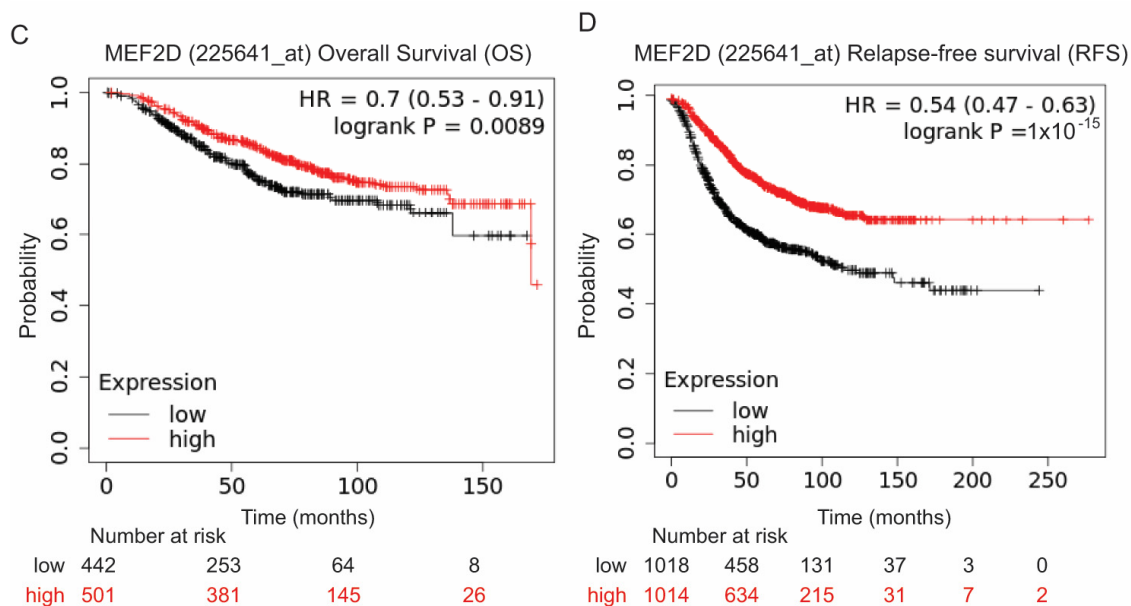 C
MEF2D (225641_at) Overall Survival (OS)
HR = 0.7 (0.53 - 0.91)
logrank P = 0.0089
Probability
1.0
0.8
0.6
0.4
0.2
0.0
Expression
low
high
0 50 100 150
Time (months)
Number at risk
low 442 253 64 8
high 501 381 145 26
D
MEF2D (225641_at) Relapse-free survival (RFS)
HR = 0.54 (0.47 - 0.63)
logrank P =1x10⁻¹⁵
Probability
1.0
0.8
0.6
0.4
0.2
0.0
Expression
low
high
0 50 100 150 200 250
Time (months)
Number at risk
low 1018 458 131 37 3 0
high 1014 634 215 31 7 2